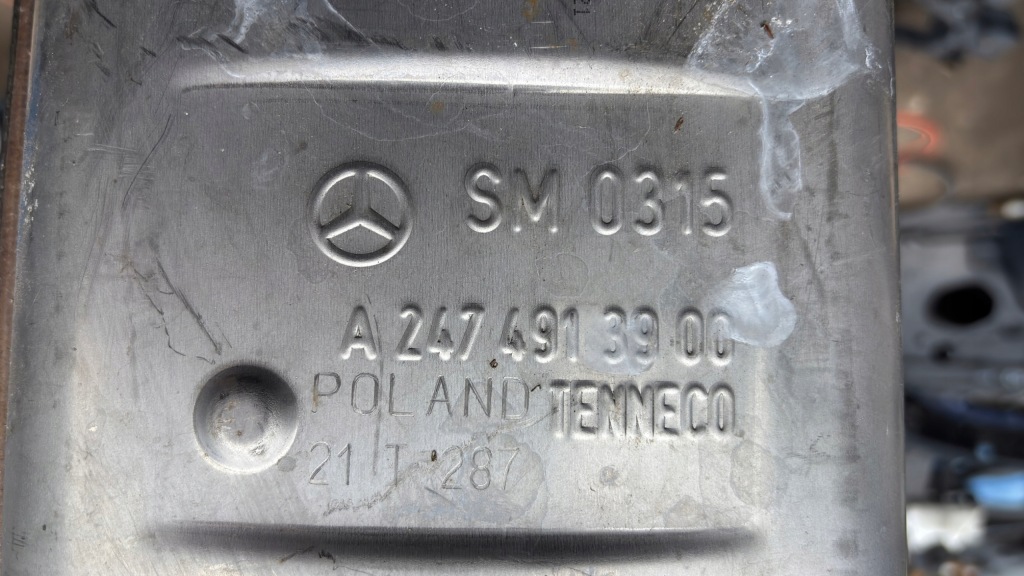 SM 0315
A 247 491 39 00
POLAND TENNECO
21 T 287